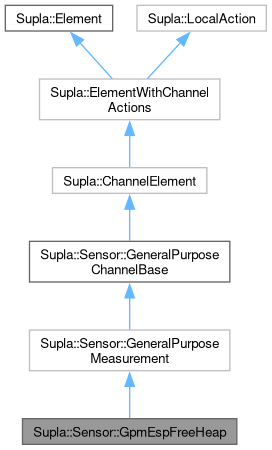 Supla::Element
Supla::LocalAction
Supla::ElementWithChannel
Actions
Supla::ChannelElement
Supla::Sensor::GeneralPurpose
ChannelBase
Supla::Sensor::GeneralPurpose
Measurement
Supla::Sensor::GpmEspFreeHeap